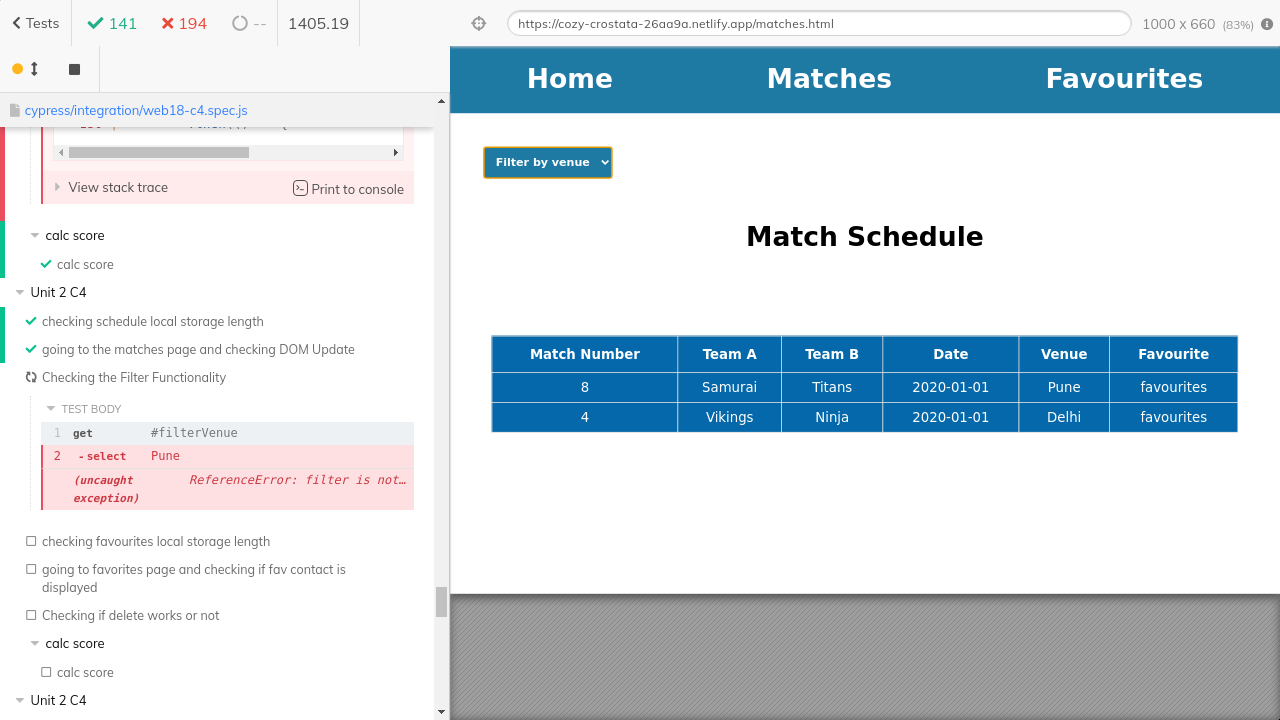 Tests
141
194
--
1405.19
https://cozy-crostata-26aa9a.netlify.app/matches.html
1000 x 660 (83%)
cypress/integration/web18-c4.spec.js
View stack trace
Print to console
calc score
calc score
Unit 2 C4
checking schedule local storage length
going to the matches page and checking DOM Update
Checking the Filter Functionality
TEST BODY
1 get #filterVenue
2 -select Pune
(uncaught exception) ReferenceError: filter is not…
checking favourites local storage length
going to favorites page and checking if fav contact is
displayed
Checking if delete works or not
calc score
calc score
Unit 2 C4
Home Matches Favourites
Filter by venue
Match Schedule
Match Number Team A Team B Date Venue Favourite
8 Samurai Titans 2020-01-01 Pune favourites
4 Vikings Ninja 2020-01-01 Delhi favourites